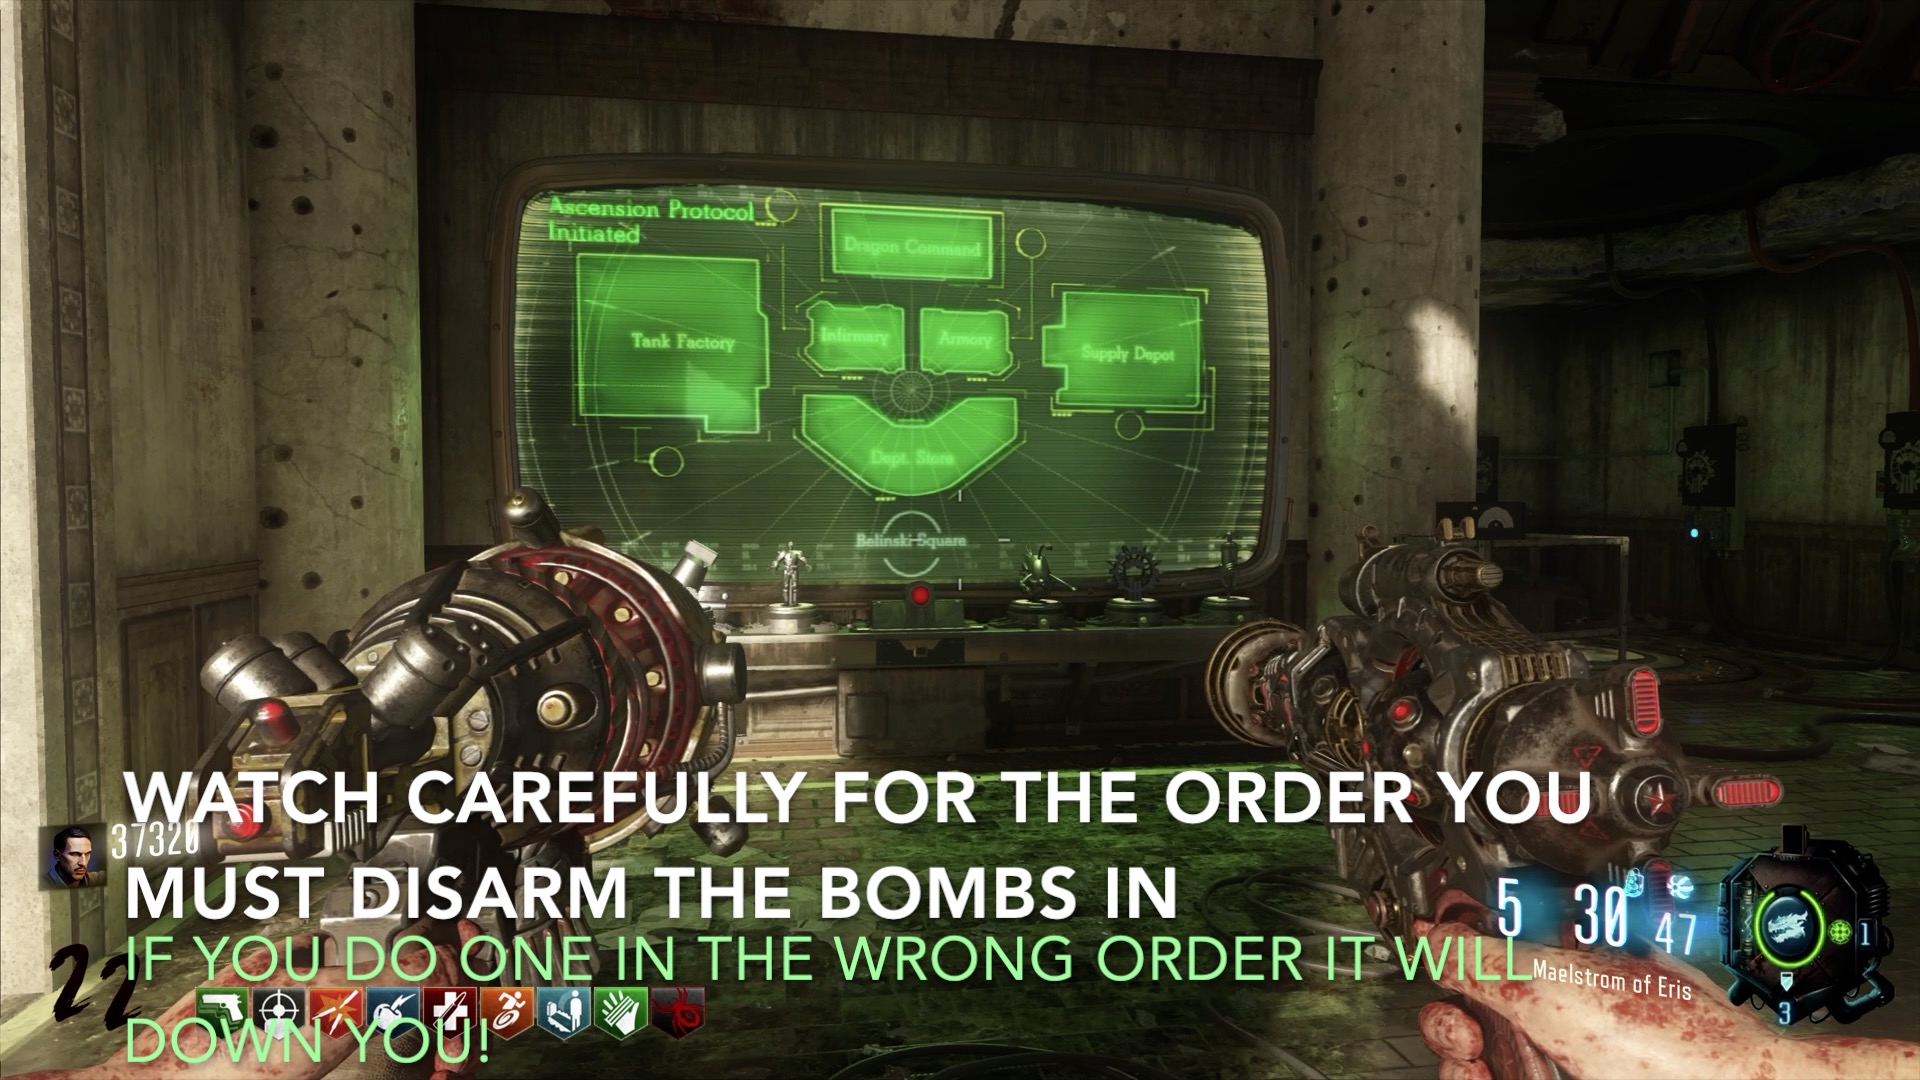 Ascension Protocol
Initiated
Dragon Command
Tank Factory
Infirmary
Armory
Supply Depot
Dept. Store
Belinski Square
WATCH CAREFULLY FOR THE ORDER YOU
MUST DISARM THE BOMBS IN
37320
IF YOU DO ONE IN THE WRONG ORDER IT WILL
DOWN YOU!
22
5 30 47
Maelstrom of Eris
1
3